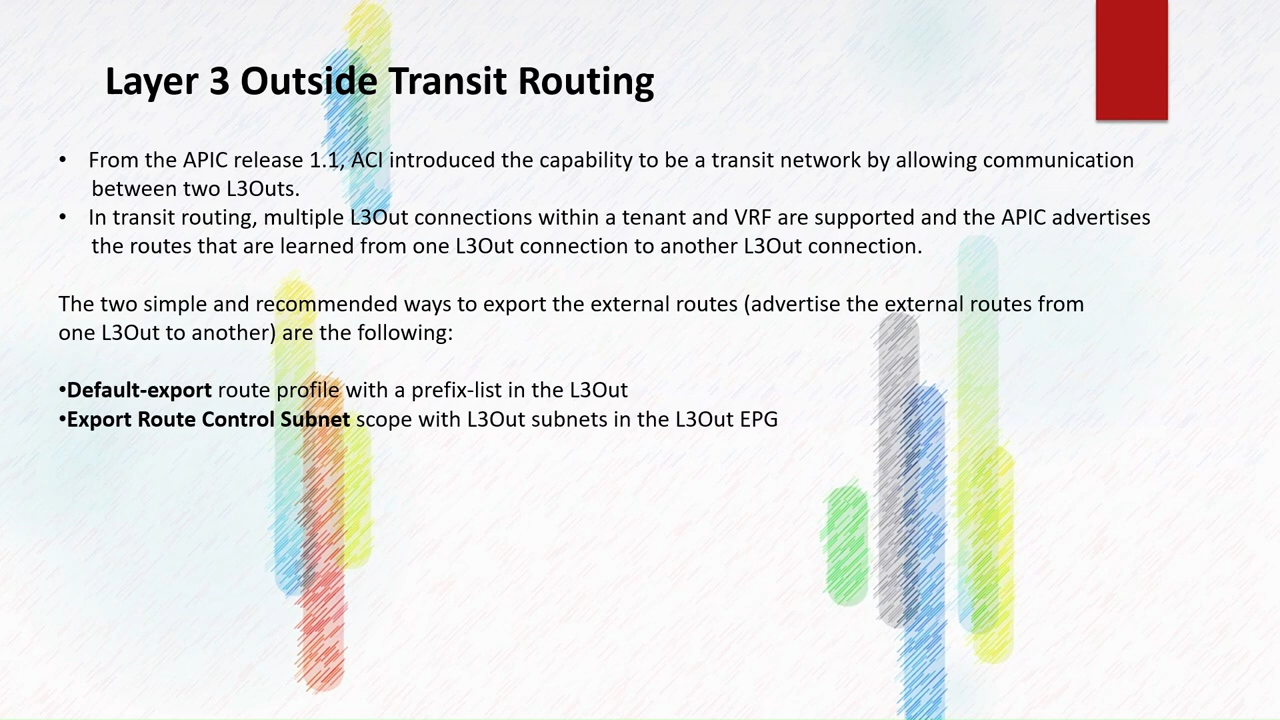 Layer 3 Outside Transit Routing
• From the APIC release 1.1, ACI introduced the capability to be a transit network by allowing communication
between two L3Outs.
• In transit routing, multiple L3Out connections within a tenant and VRF are supported and the APIC advertises
the routes that are learned from one L3Out connection to another L3Out connection.
The two simple and recommended ways to export the external routes (advertise the external routes from
one L3Out to another) are the following:
•Default-export route profile with a prefix-list in the L3Out
•Export Route Control Subnet scope with L3Out subnets in the L3Out EPG